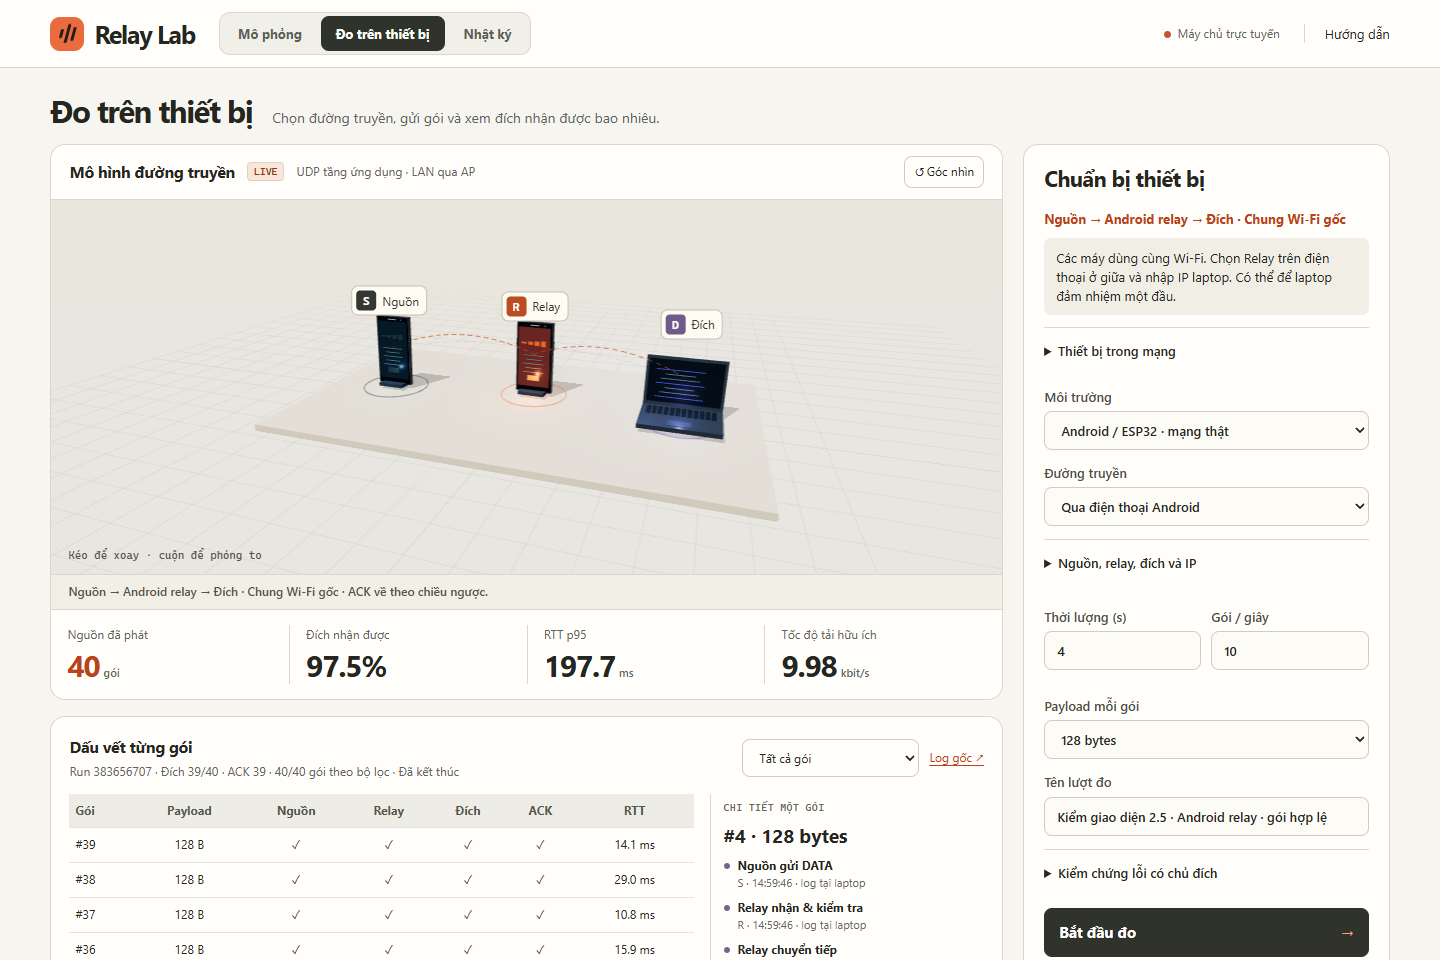 Relay Lab
Mô phỏng
Đo trên thiết bị
Nhật ký
Máy chủ trực tuyến
Hướng dẫn
Đo trên thiết bị
Chọn đường truyền, gửi gói và xem đích nhận được bao nhiêu.
Mô hình đường truyền
LIVE
UDP tầng ứng dụng · LAN qua AP
↺ Góc nhìn
S Nguồn
R Relay
D Đích
Kéo để xoay · cuộn để phóng to
Nguồn → Android relay → Đích · Chung Wi-Fi gốc · ACK về theo chiều ngược.
Nguồn đã phát
40 gói
Đích nhận được
97.5%
RTT p95
197.7 ms
Tốc độ tải hữu ích
9.98 kbit/s
Dấu vết từng gói
Run 383656707 · Đích 39/40 · ACK 39 · 40/40 gói theo bộ lọc · Đã kết thúc
Tất cả gói
Log gốc ↗
Gói Payload Nguồn Relay Đích ACK RTT
#39 128 B ✓ ✓ ✓ ✓ 14.1 ms
#38 128 B ✓ ✓ ✓ ✓ 29.0 ms
#37 128 B ✓ ✓ ✓ ✓ 10.8 ms
#36 128 B ✓ ✓ ✓ ✓ 15.9 ms
CHI TIẾT MỘT GÓI
#4 · 128 bytes
Nguồn gửi DATA
S · 14:59:46 · log tại laptop
Relay nhận & kiểm tra
R · 14:59:46 · log tại laptop
Relay chuyển tiếp
Chuẩn bị thiết bị
Nguồn → Android relay → Đích · Chung Wi-Fi gốc
Các máy dùng cùng Wi-Fi. Chọn Relay trên điện
thoại ở giữa và nhập IP laptop. Có thể để laptop
đảm nhiệm một đầu.
▶ Thiết bị trong mạng
Môi trường
Android / ESP32 · mạng thật
Đường truyền
Qua điện thoại Android
▶ Nguồn, relay, đích và IP
Thời lượng (s)
4
Gói / giây
10
Payload mỗi gói
128 bytes
Tên lượt đo
Kiểm giao diện 2.5 · Android relay · gói hợp lệ
▶ Kiểm chứng lỗi có chủ đích
Bắt đầu đo →